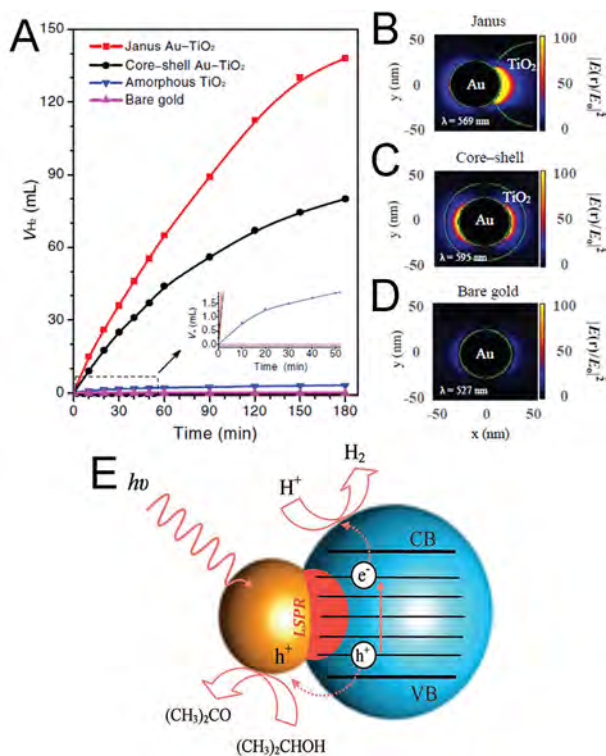 A
Janus Au–TiO₂
Core–shell Au–TiO₂
Amorphous TiO₂
Bare gold
V_H₂ (mL)
150
120
90
60
30
0
0 30 60 90 120 150 180
Time (min)
1.5
1.0
0.5
0.0
0 10 20 30 40 50
Time (min)
B
Janus
TiO₂
Au
λ = 569 nm
y (nm)
50
0
-50
100
50
0
|E(r)/E₀|²
C
Core–shell
TiO₂
Au
λ = 595 nm
y (nm)
50
0
-50
100
50
0
|E(r)/E₀|²
D
Bare gold
Au
λ = 527 nm
y (nm)
50
0
-50
-50 0 50
x (nm)
100
50
0
|E(r)/E₀|²
E
hν
H⁺
H₂
CB
e⁻
LSPR
h⁺
h⁺
VB
(CH₃)₂CO
(CH₃)₂CHOH